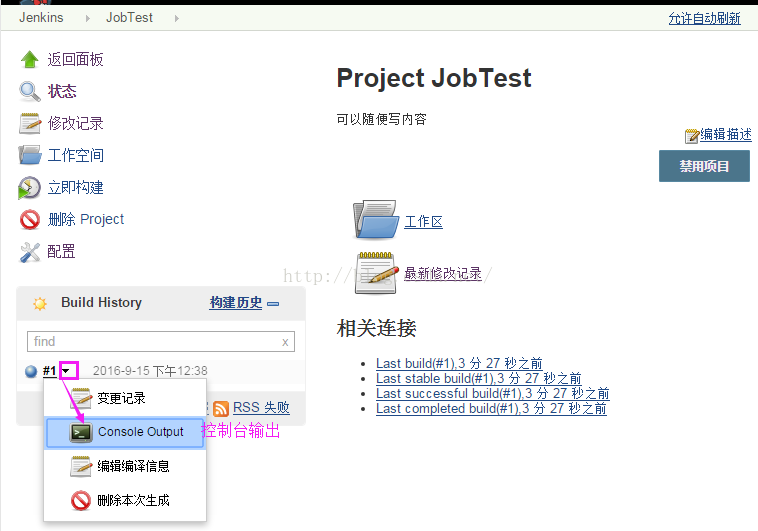 Jenkins
JobTest
允许自动刷新
返回面板
状态
修改记录
工作空间
立即构建
删除 Project
配置
Project JobTest
可以随便写内容
编辑描述
禁用项目
工作区
http://
最新修改记录
Build History
构建历史
find
x
#1
2016-9-15 下午12:38
RSS 失败
变更记录
Console Output
控制台输出
编辑编译信息
删除本次生成
相关连接
Last build(#1),3 分 27 秒之前
Last stable build(#1),3 分 27 秒之前
Last successful build(#1),3 分 27 秒之前
Last completed build(#1),3 分 27 秒之前